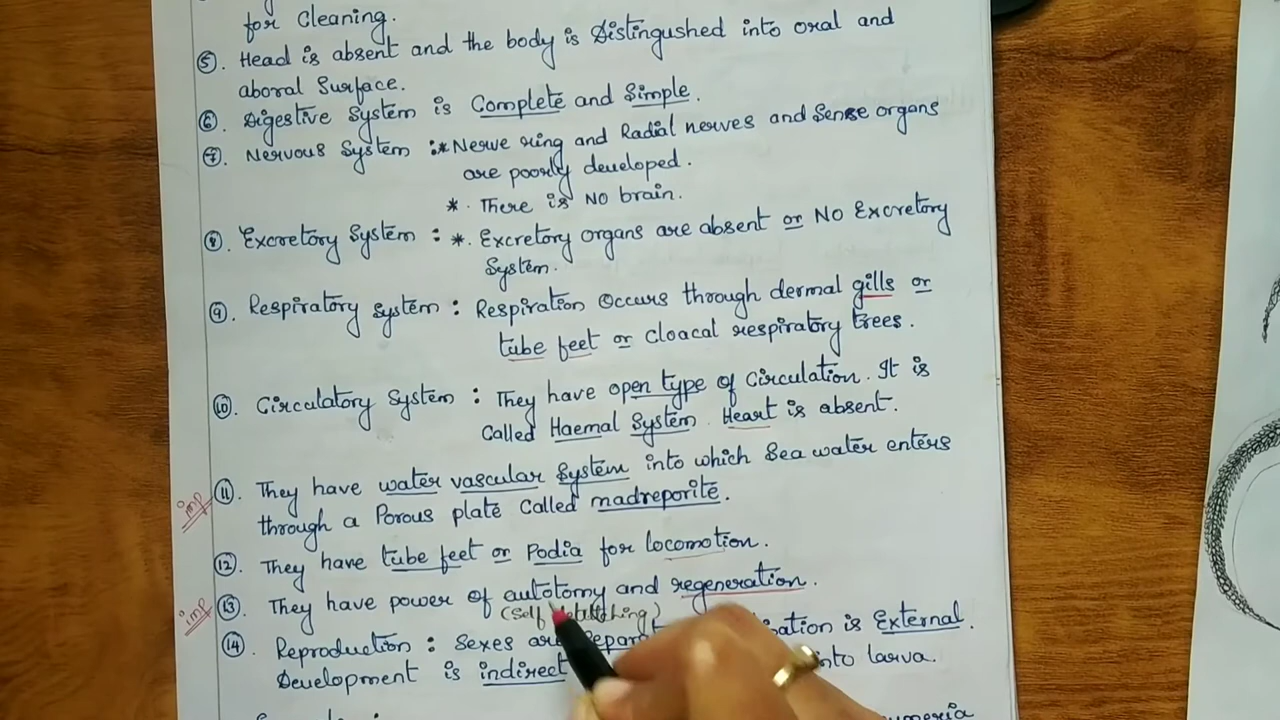 for Cleaning.
⑤. Head is absent and the body is Distingushed into oral and
aboral Surface.
⑥. Digestive System is Complete and Simple.
⑦. Nervous System :* Nerve ring and Radial nerves and Sense organs
are poorly developed.
*. There is No brain.
⑧. Excretory System : *. Excretory organs are absent or No Excretory
System.
⑨. Respiratory System : Respiration Occurs through dermal gills or
tube feet or Cloacal respiratory trees.
⑩. Circulatory System : They have open type of Circulation. It is
Called Haemal System. Heart is absent.
imp ⑪. They have water vascular System into which Sea water enters
through a Porous plate Called madreporite.
⑫. They have tube feet or Podia for locomotion.
imp ⑬. They have power of autotomy and regeneration.
(Self
⑭. Reproduction : Sexes are is External.
Development is indirect into larva.